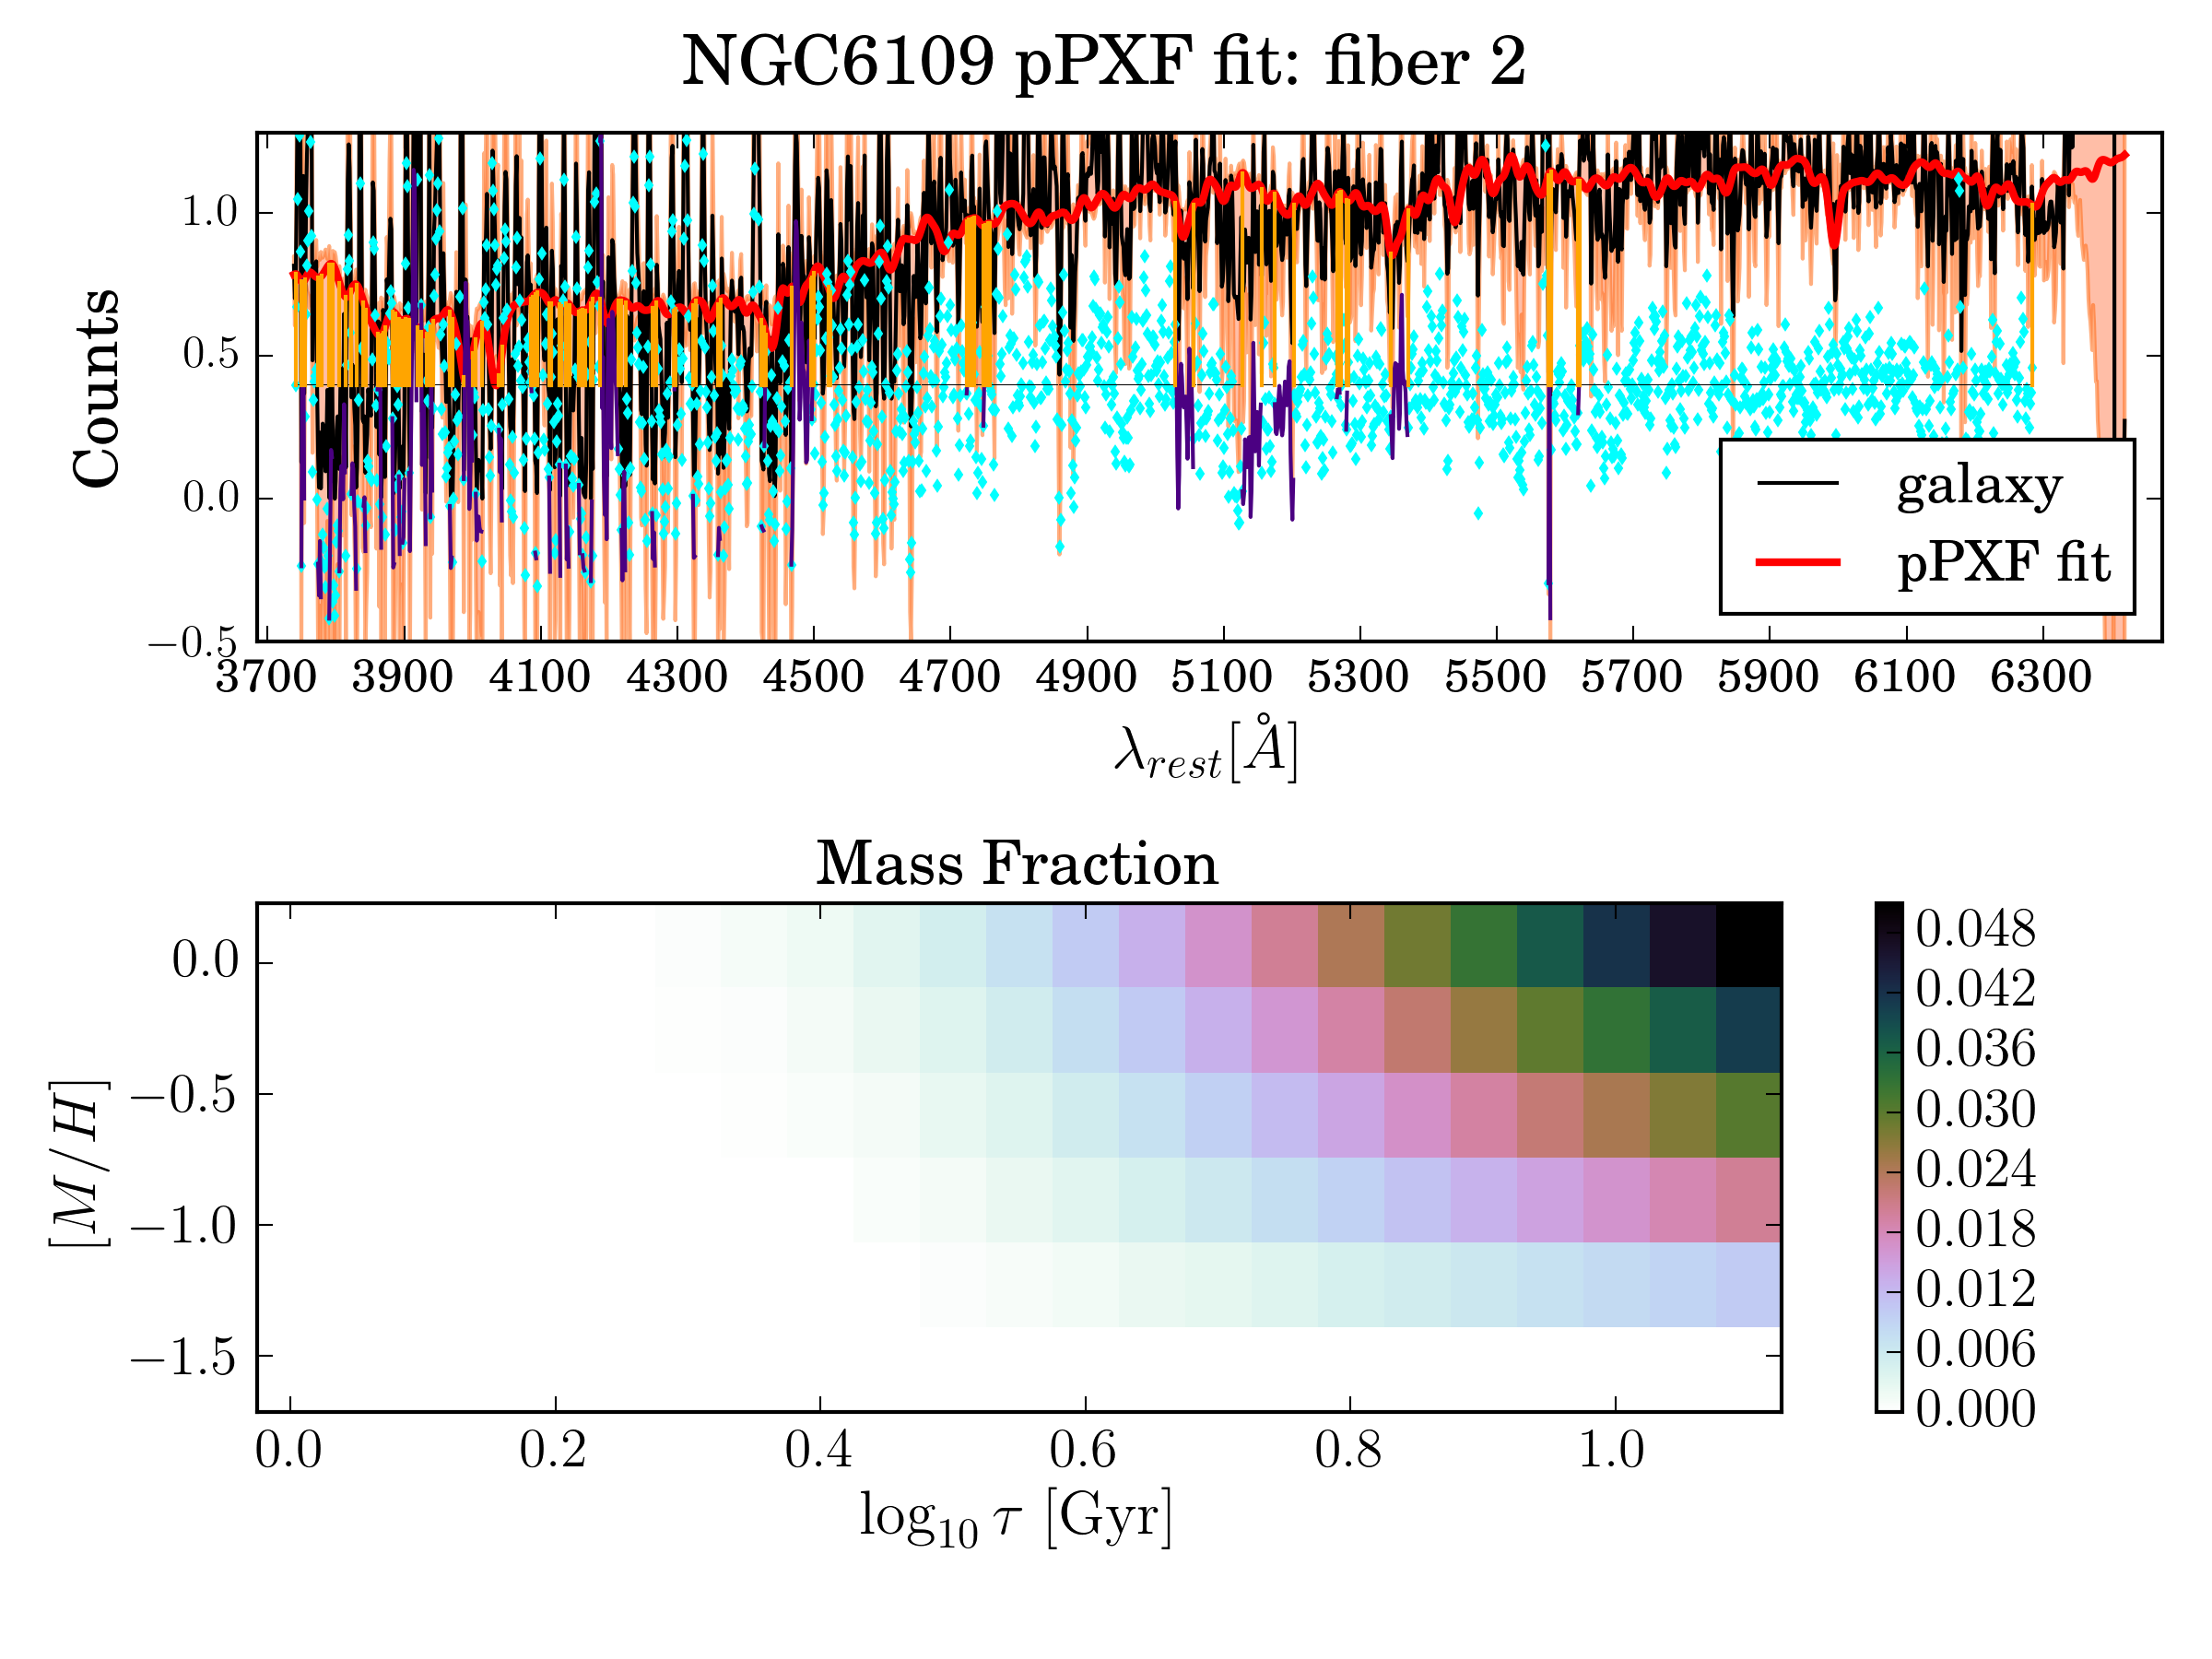 NGC6109 pPXF fit: fiber 2
Counts
1.0
0.5
0.0
−0.5
galaxy
pPXF fit
3700 3900 4100 4300 4500 4700 4900 5100 5300 5500 5700 5900 6100 6300
λrest[Å]
Mass Fraction
[M/H]
0.0
−0.5
−1.0
−1.5
0.0 0.2 0.4 0.6 0.8 1.0
log10 τ [Gyr]
0.048
0.042
0.036
0.030
0.024
0.018
0.012
0.006
0.000